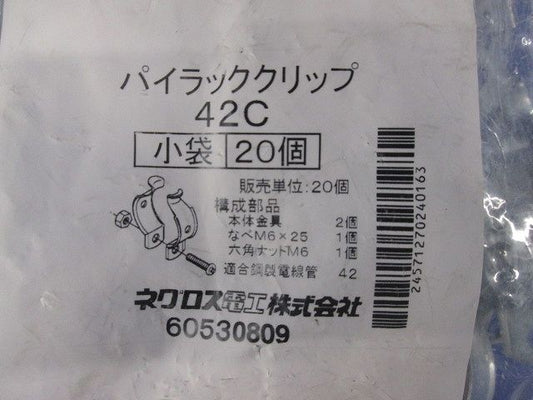 パイラッククリップ
42C
小袋 20個
販売単位:20個
構成部品
本体金具 2個
なべM6×25 1個
六角ナットM6 1個
適合鋼製電線管 42
ネグロス電工株式会社
60530809
24571270240163